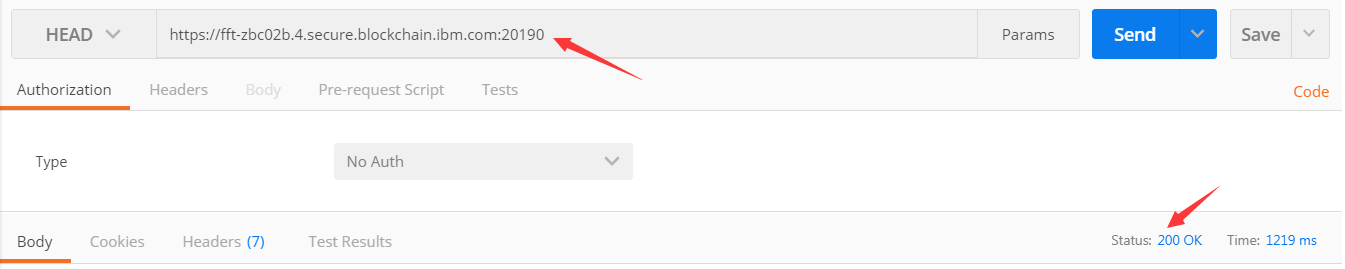 HEAD https://fft-zbc02b.4.secure.blockchain.ibm.com:20190 Params Send Save
Authorization Headers Body Pre-request Script Tests Code
Type No Auth
Body Cookies Headers (7) Test Results Status: 200 OK Time: 1219 ms